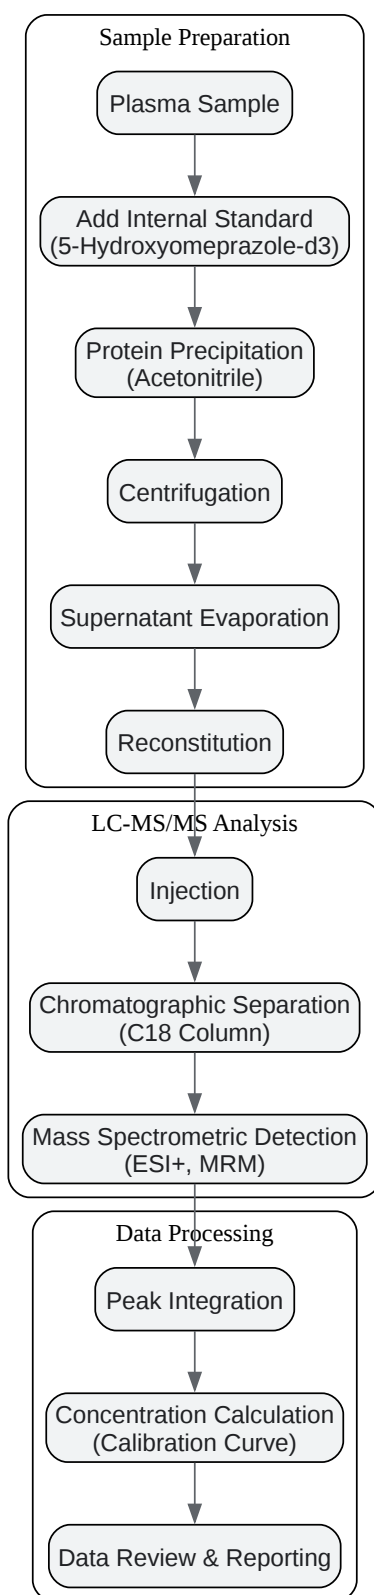 Sample Preparation
Plasma Sample
Add Internal Standard
(5-Hydroxyomeprazole-d3)
Protein Precipitation
(Acetonitrile)
Centrifugation
Supernatant Evaporation
Reconstitution
LC-MS/MS Analysis
Injection
Chromatographic Separation
(C18 Column)
Mass Spectrometric Detection
(ESI+, MRM)
Data Processing
Peak Integration
Concentration Calculation
(Calibration Curve)
Data Review & Reporting